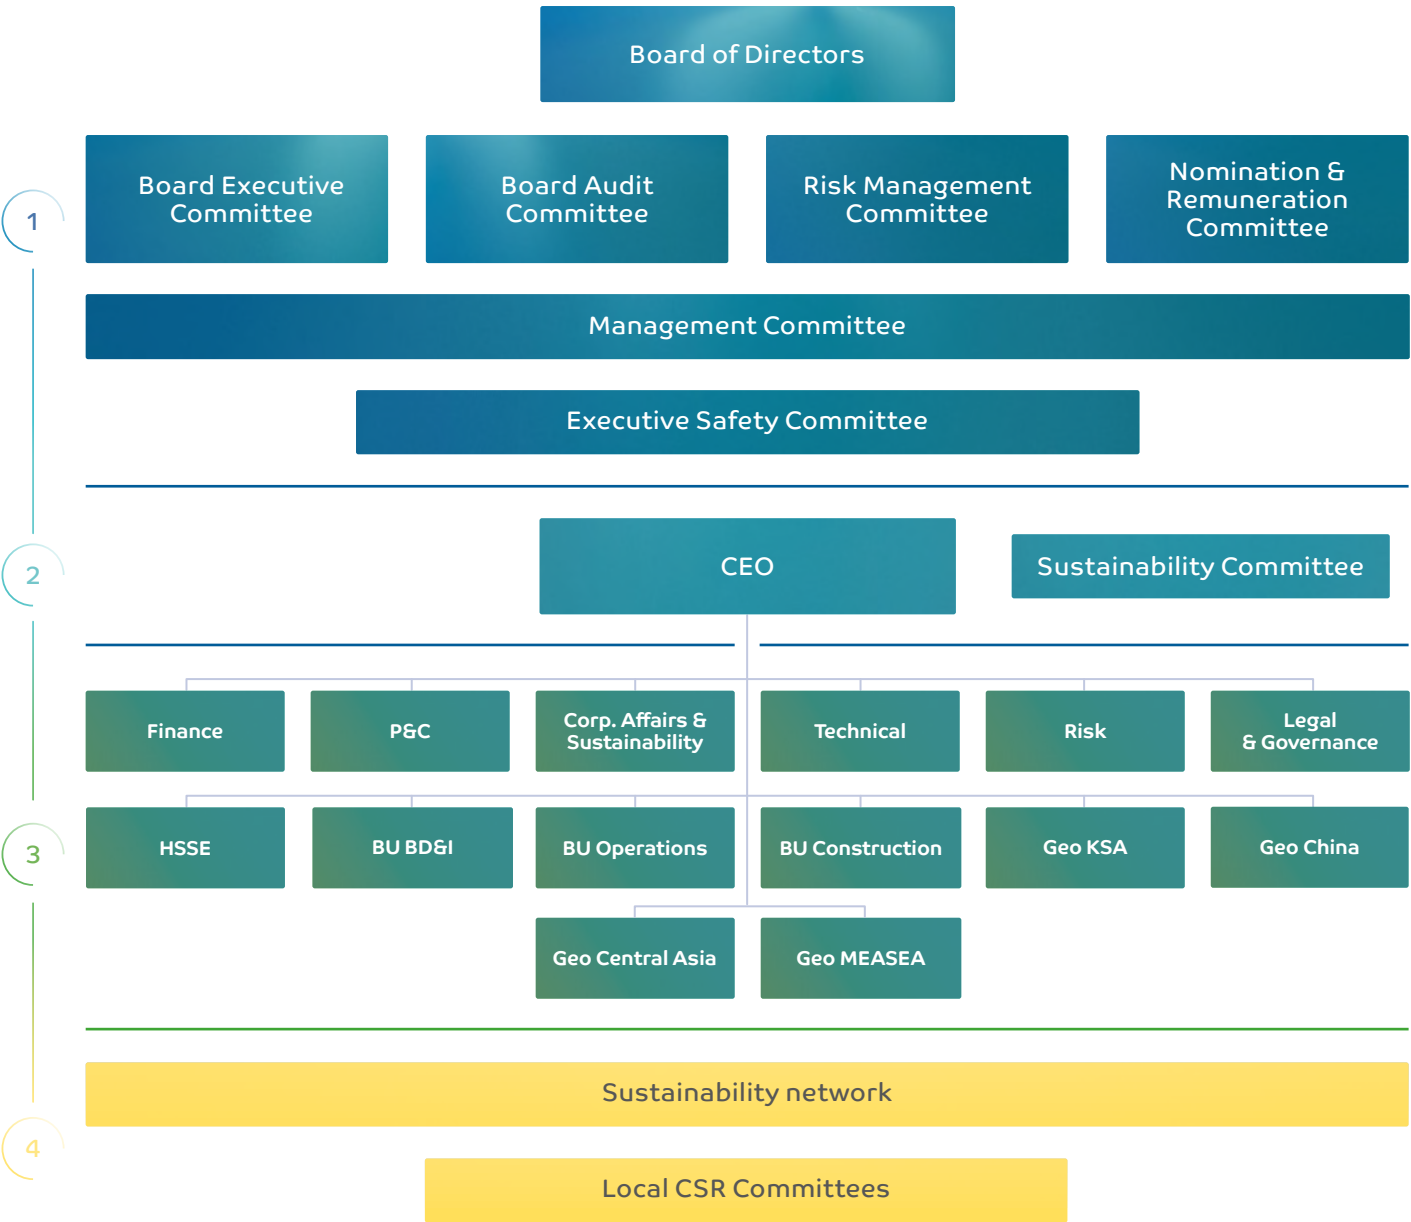 Board of Directors
1
Board Executive
Committee
Board Audit
Committee
Risk Management
Committee
Nomination &
Remuneration
Committee
Management Committee
Executive Safety Committee
2
CEO
Sustainability Committee
Finance
P&C
Corp. Affairs &
Sustainability
Technical
Risk
Legal
& Governance
3
HSSE
BU BD&I
BU Operations
BU Construction
Geo KSA
Geo China
Geo Central Asia
Geo MEASEA
Sustainability network
4
Local CSR Committees